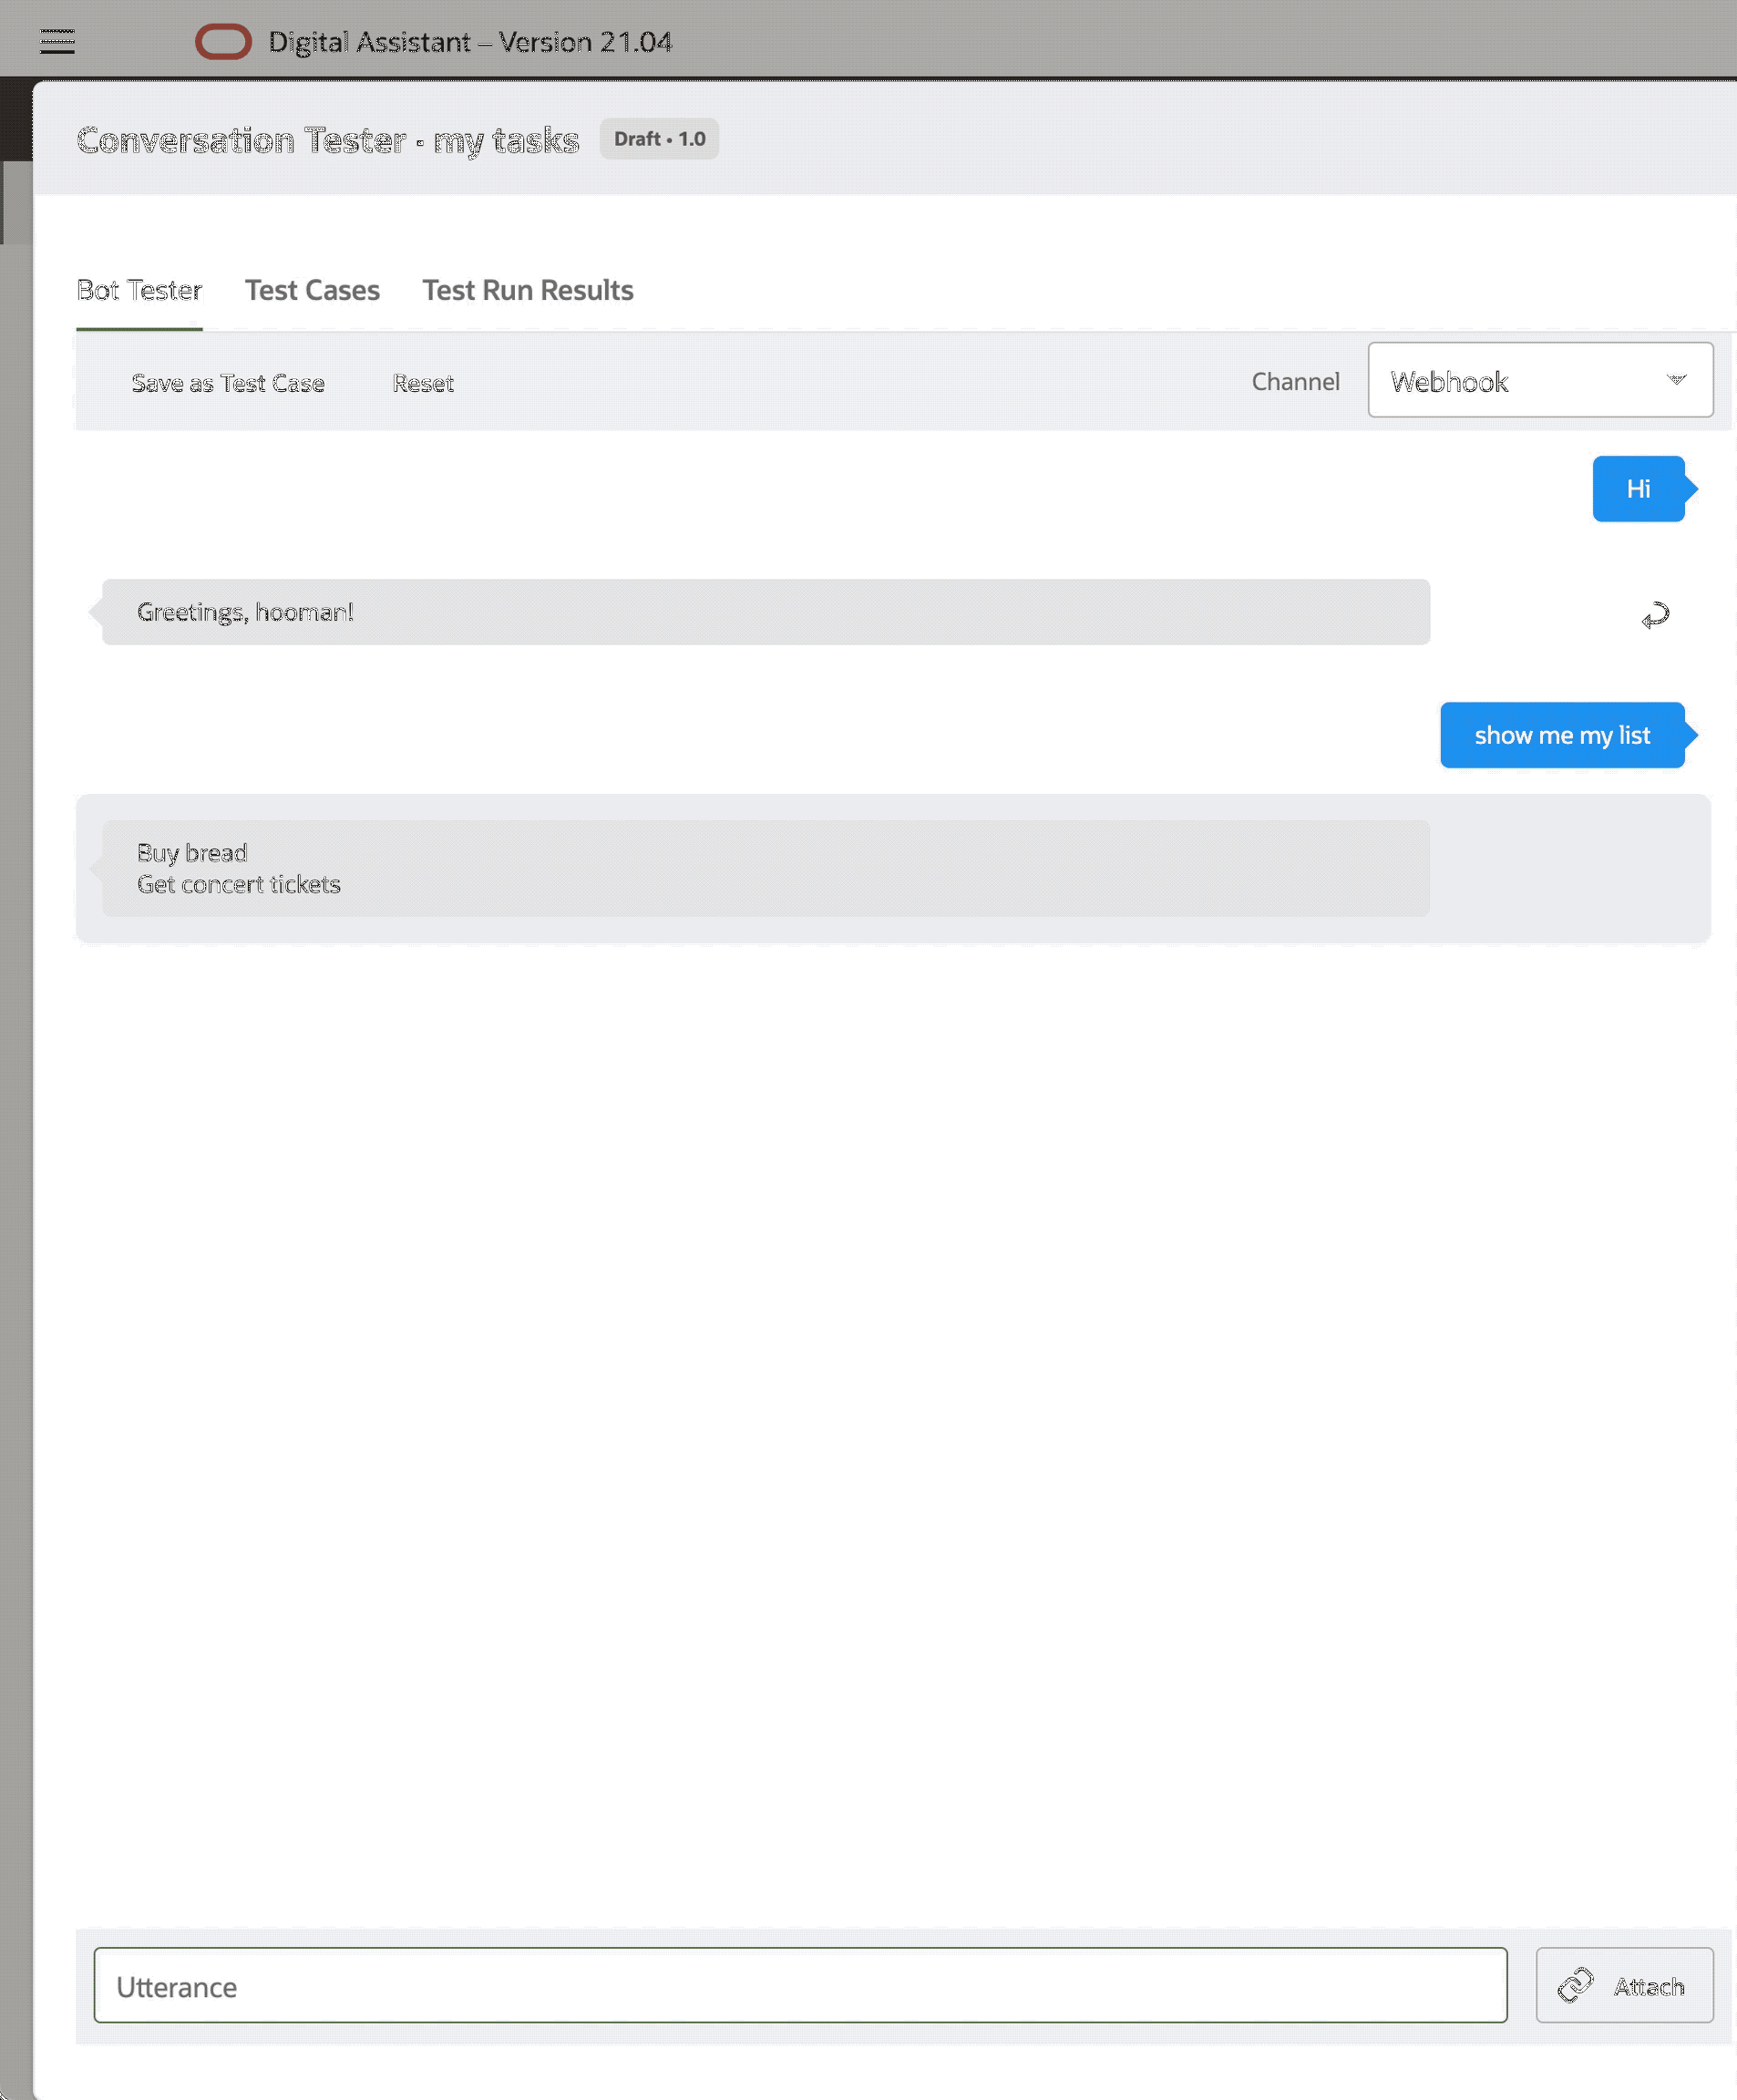 Digital Assistant – Version 21.04
Conversation Tester · my tasks Draft • 1.0
Bot Tester Test Cases Test Run Results
Save as Test Case Reset Channel Webhook
Hi
Greetings, hooman!
show me my list
Buy bread
Get concert tickets
Utterance Attach